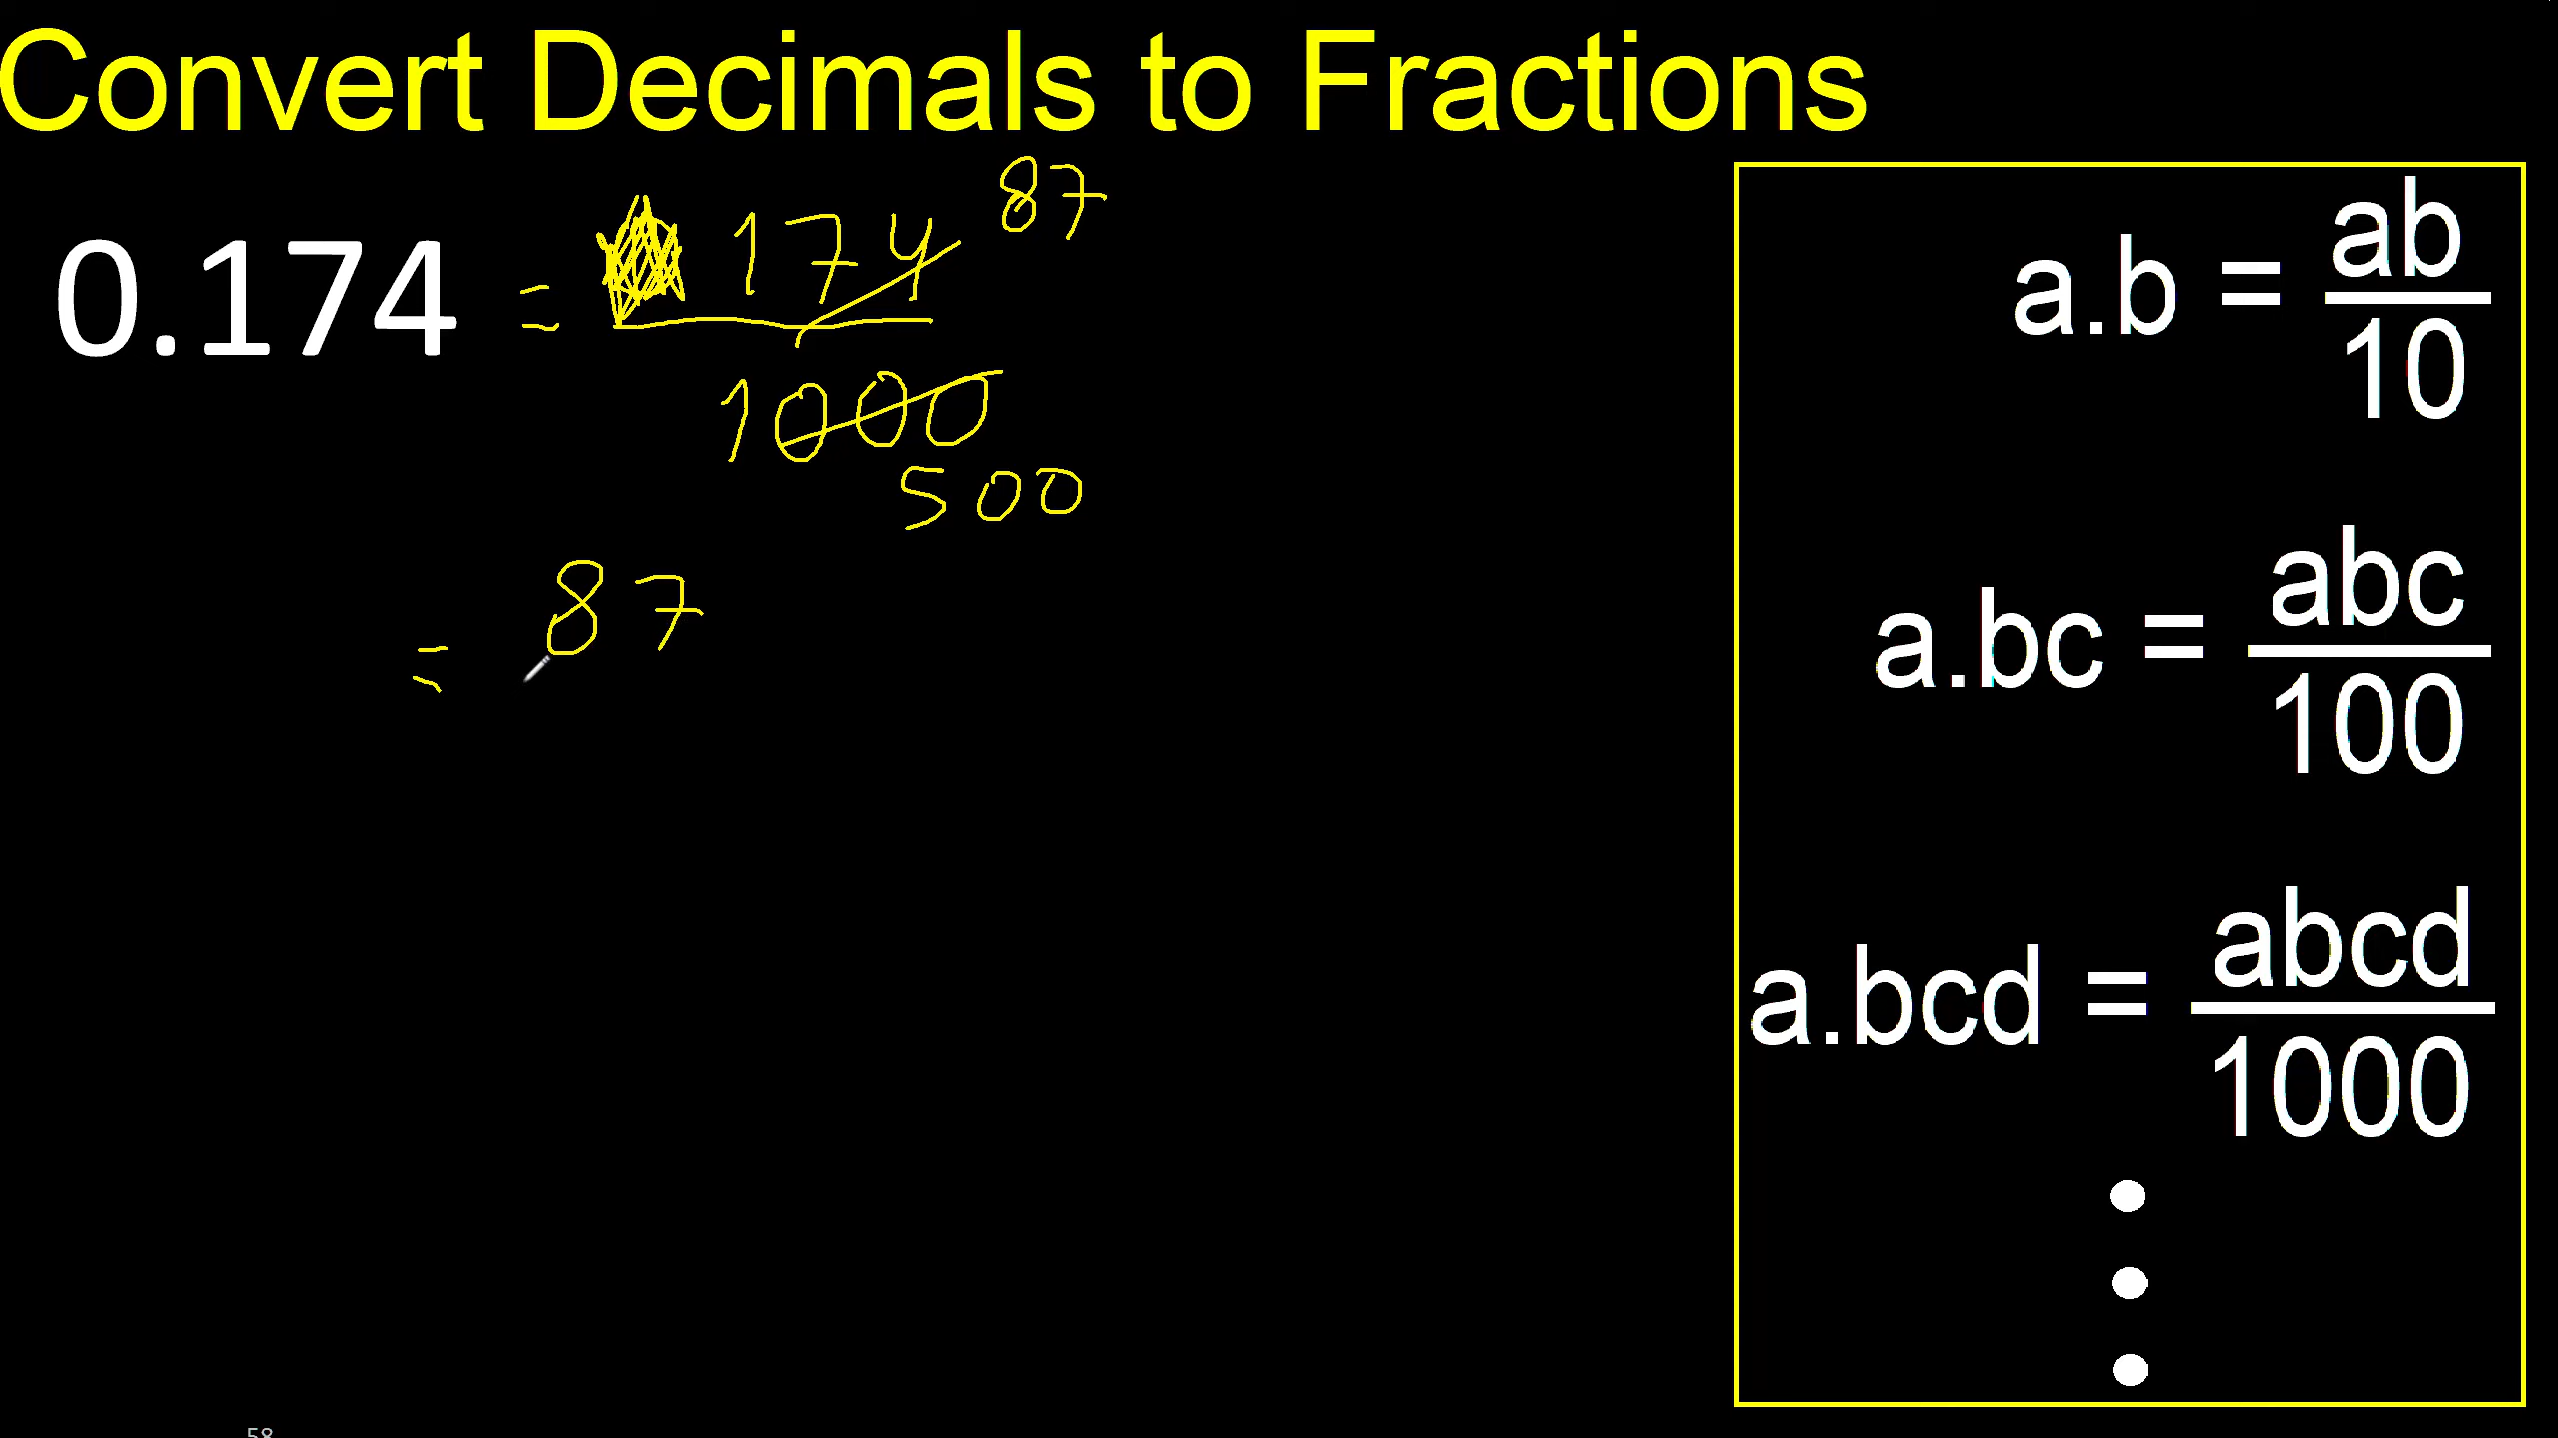 Convert Decimals to Fractions
0.174 = 174 87
1000
500
= 87
a.b = ab
10
a.bc = abc
100
a.bcd = abcd
1000
58